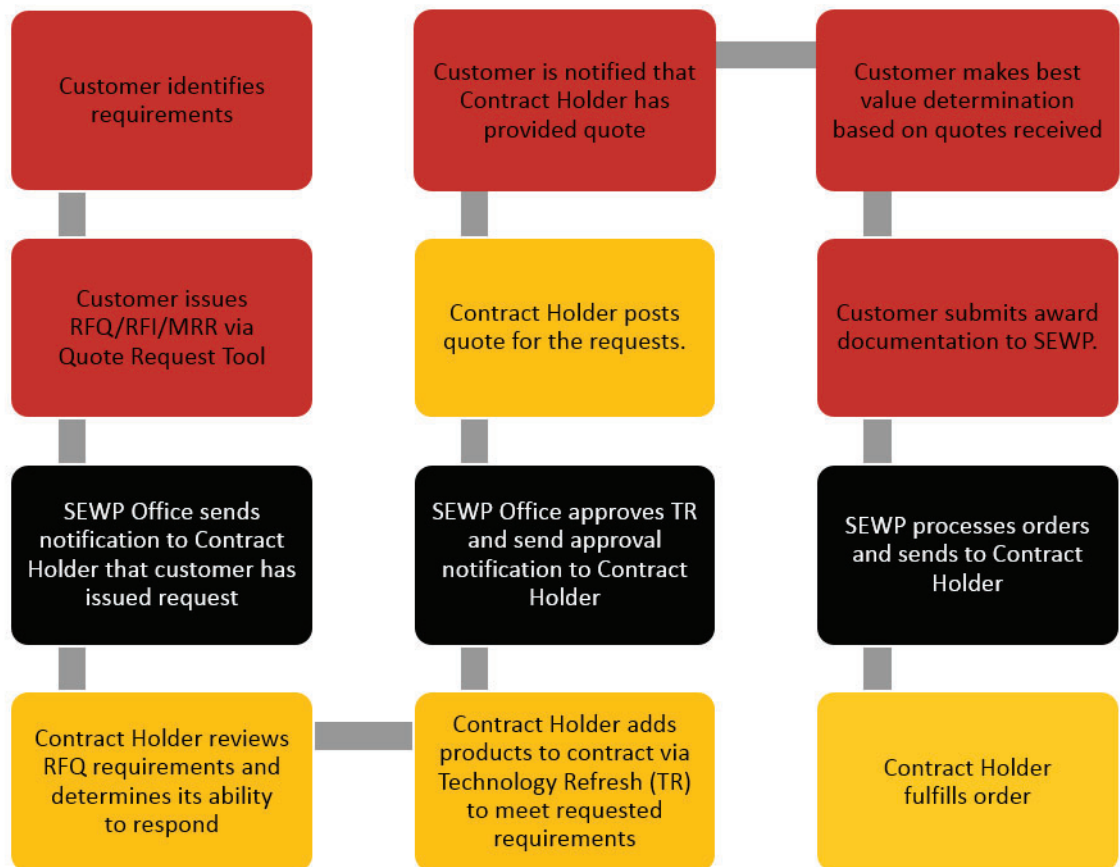 Customer identifies
requirements
Customer issues
RFQ/RFI/MRR via
Quote Request Tool
SEWP Office sends
notification to Contract
Holder that customer has
issued request
Contract Holder reviews
RFQ requirements and
determines its ability
to respond
Contract Holder adds
products to contract via
Technology Refresh (TR)
to meet requested
requirements
SEWP Office approves TR
and send approval
notification to Contract
Holder
Contract Holder posts
quote for the requests.
Customer is notified that
Contract Holder has
provided quote
Customer makes best
value determination
based on quotes received
Customer submits award
documentation to SEWP.
SEWP processes orders
and sends to Contract
Holder
Contract Holder
fulfills order